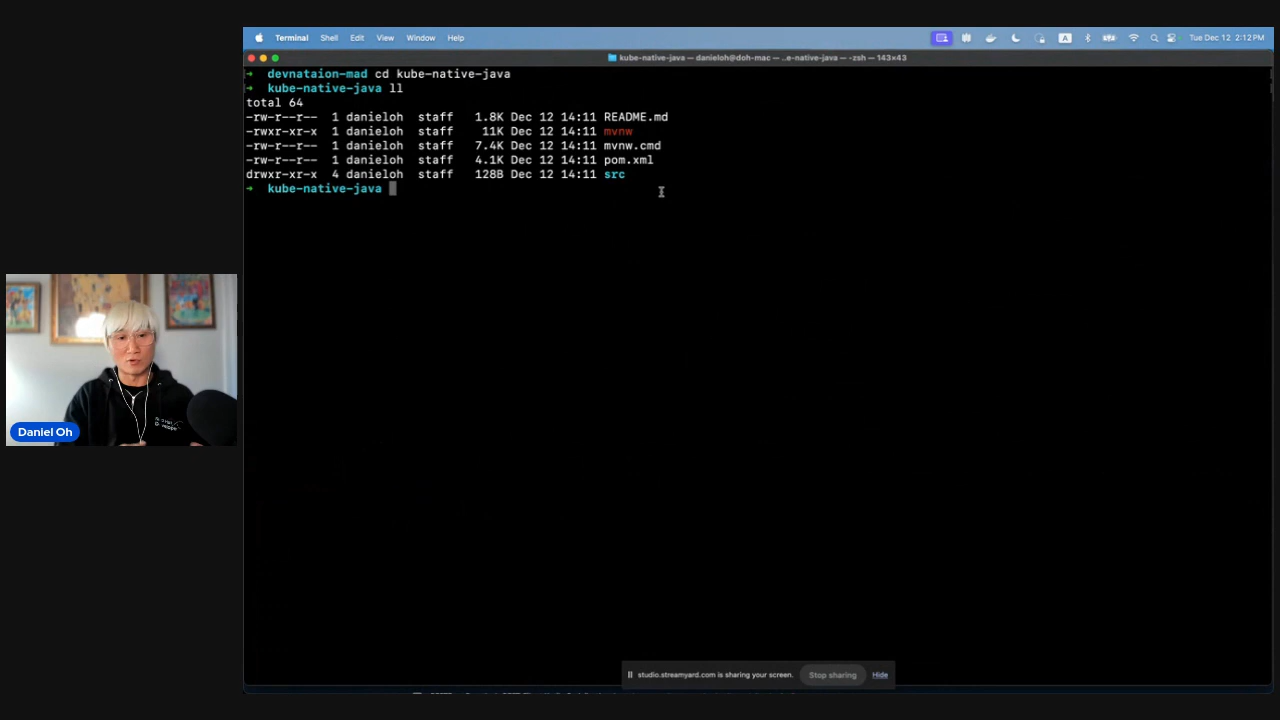 Terminal Shell Edit View Window Help A Tue Dec 12 2:12 PM
kube-native-java — danieloh@doh-mac — ..e-native-java — -zsh — 143×43
→ devnataion-mad cd kube-native-java
→ kube-native-java ll
total 64
-rw-r--r-- 1 danieloh staff 1.8K Dec 12 14:11 README.md
-rwxr-xr-x 1 danieloh staff 11K Dec 12 14:11 mvnw
-rw-r--r-- 1 danieloh staff 7.4K Dec 12 14:11 mvnw.cmd
-rw-r--r-- 1 danieloh staff 4.1K Dec 12 14:11 pom.xml
drwxr-xr-x 4 danieloh staff 128B Dec 12 14:11 src
→ kube-native-java
Daniel Oh
studio.streamyard.com is sharing your screen. Stop sharing Hide